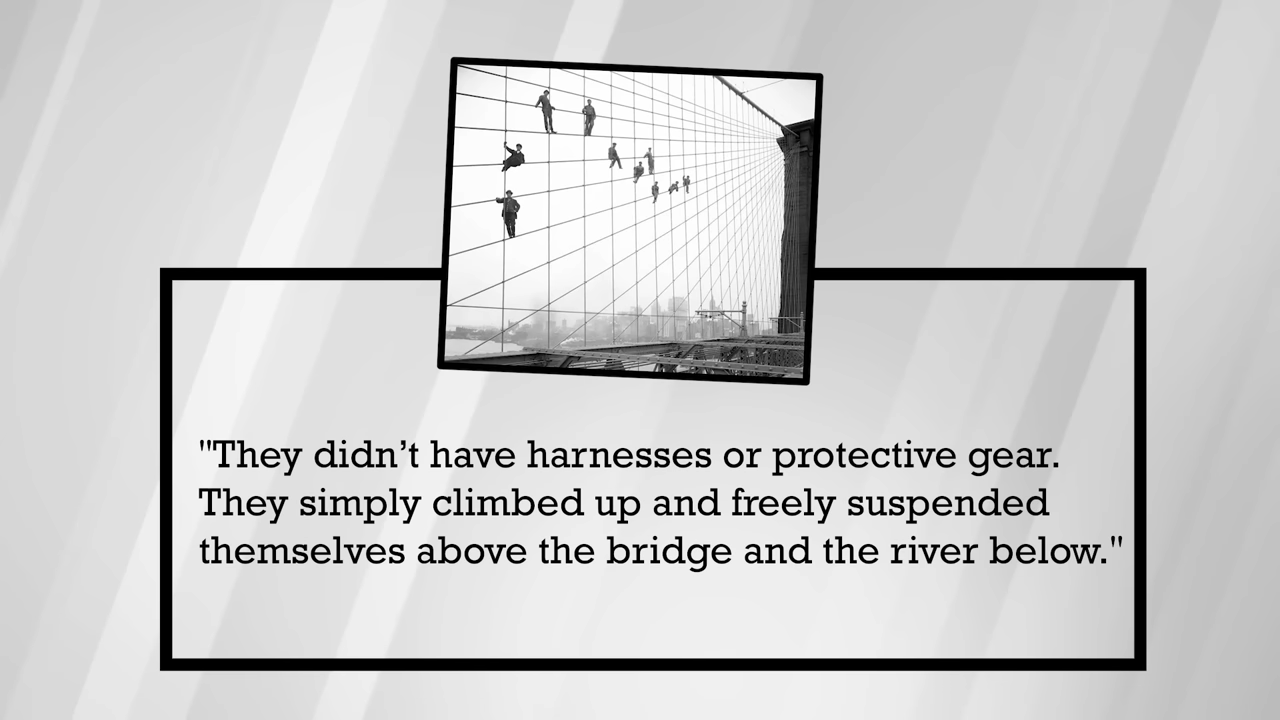 "They didn’t have harnesses or protective gear.
They simply climbed up and freely suspended
themselves above the bridge and the river below."